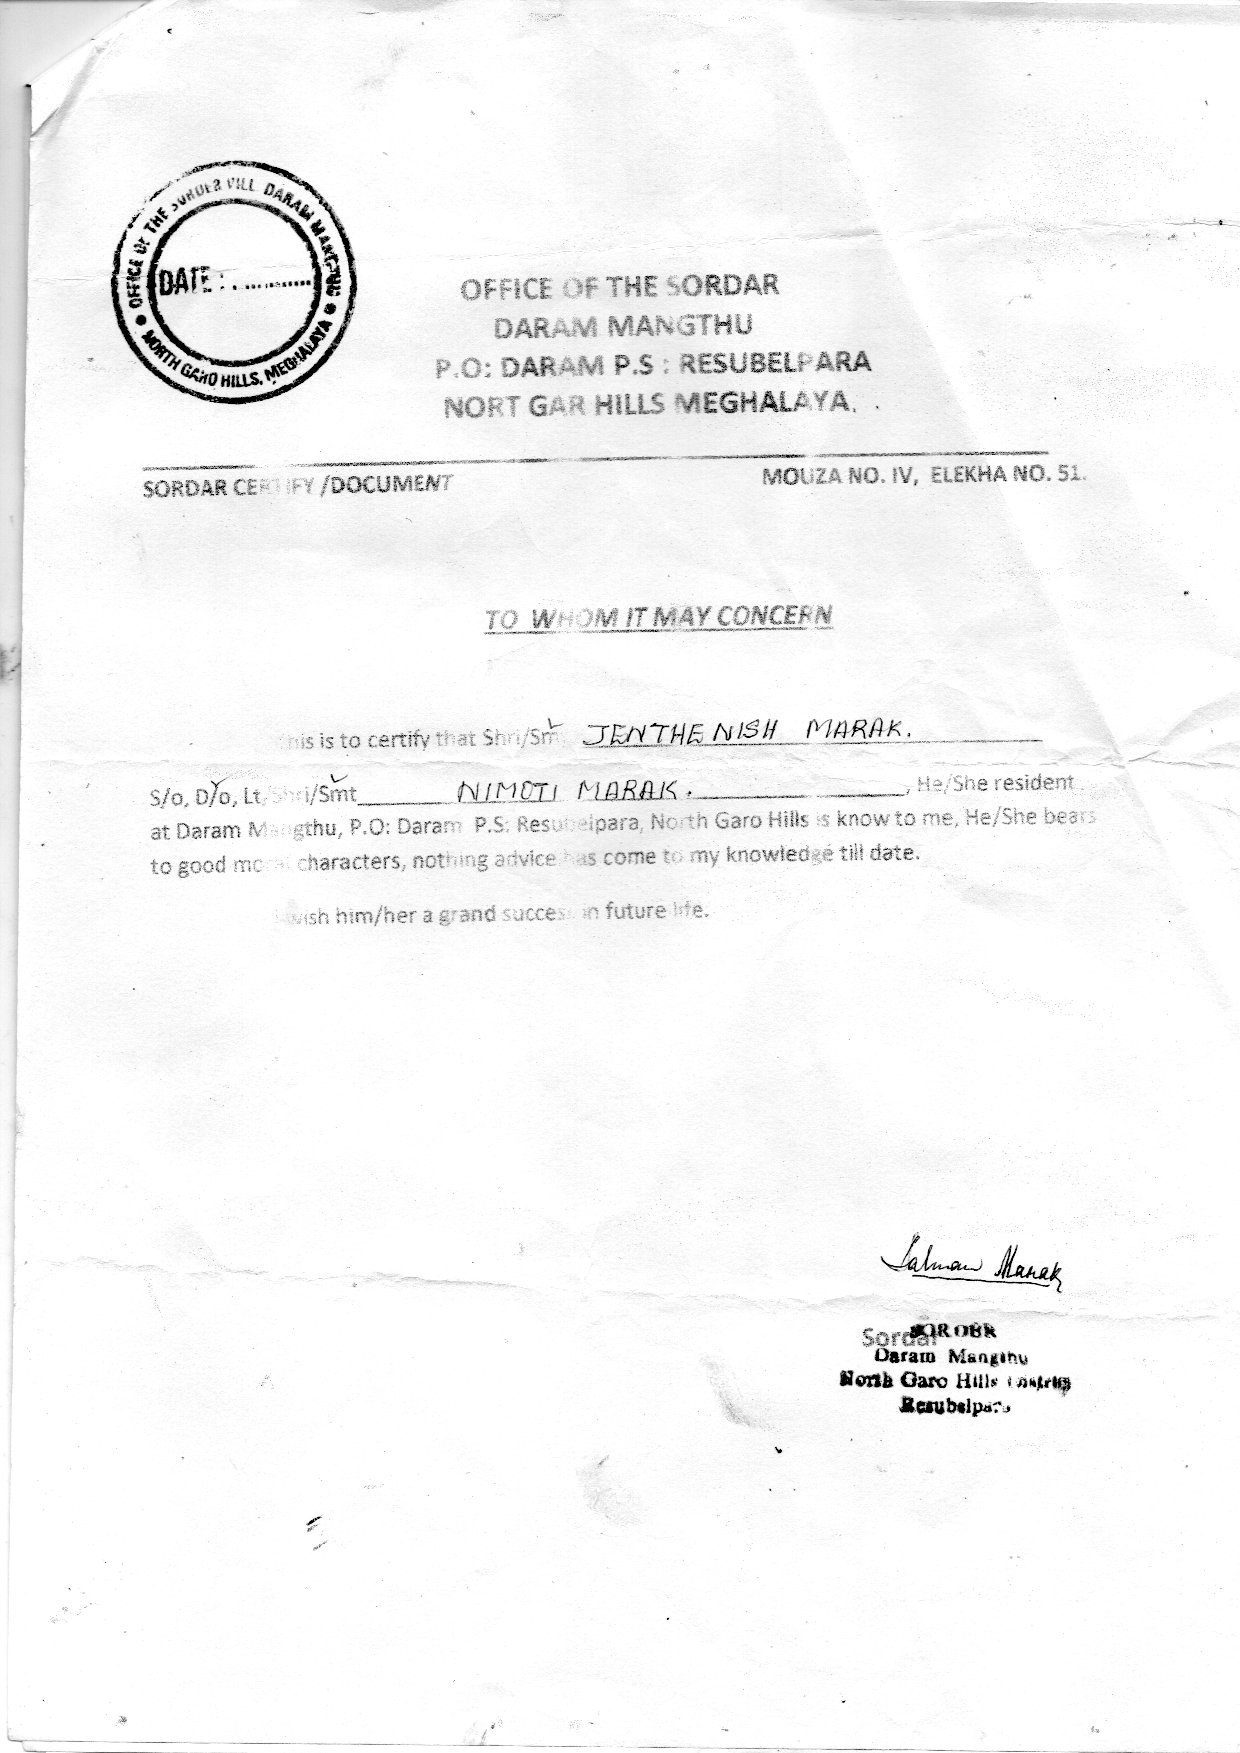 OFFICE OF THE SORDER VILL DARAM MANGTHU
NORTH GARO HILLS, MEGHALAYA
DATE : ............
OFFICE OF THE SORDAR
DARAM MANGTHU
P.O: DARAM P.S : RESUBELPARA
NORT GAR HILLS MEGHALAYA.
SORDAR CERTIFY /DOCUMENT MOUZA NO. IV, ELEKHA NO. 51.
TO WHOM IT MAY CONCERN
This is to certify that Shri/Smt, JENTHENISH MARAK.
S/o, D/o, Lt/Shri/Smt NIMOTI MARAK. , He/She resident
at Daram Mangthu, P.O: Daram P.S: Resubelpara, North Garo Hills is know to me, He/She bears
to good moral characters, nothing advice has come to my knowledge till date.
wish him/her a grand success in future life.
Salman Marak
Sordar
SORDER
Daram Mangthu
North Garo Hills District
Resubelpara